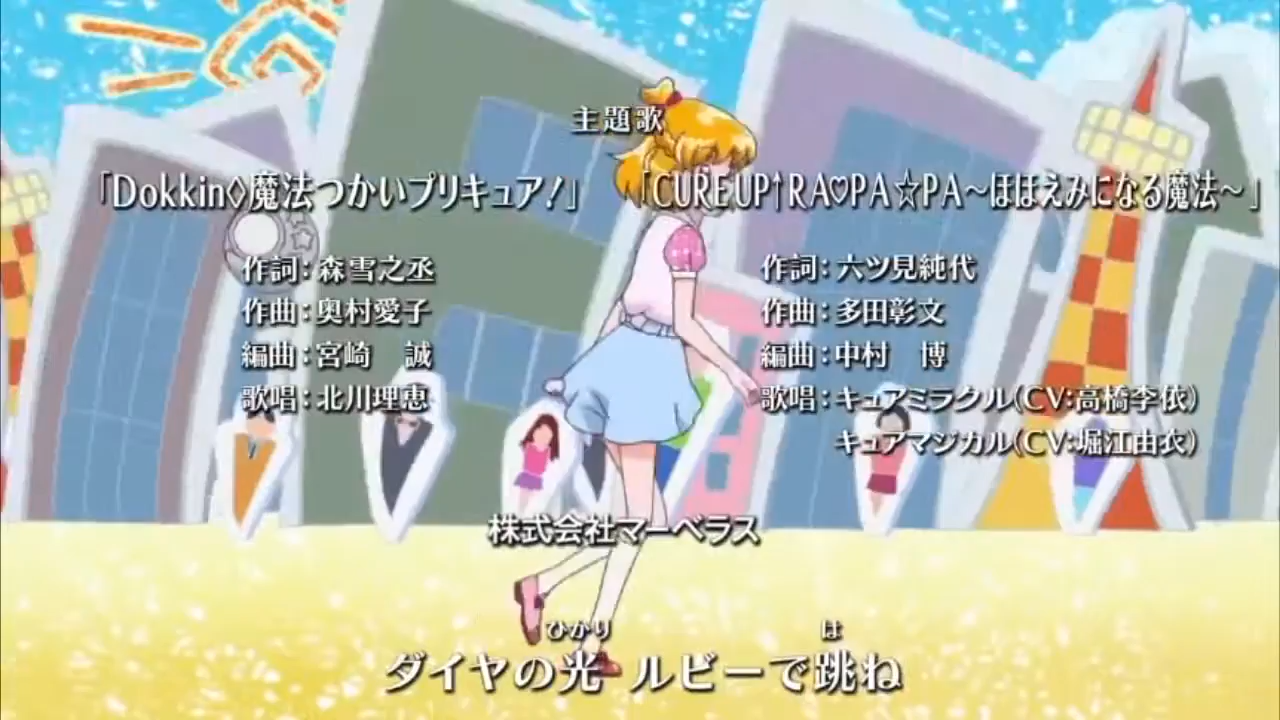 主題歌
「Dokkin◇魔法つかいプリキュア!」
「CURE UP↑RA♡PA☆PA～ほほえみになる魔法～」
作詞：森雪之丞
作曲：奥村愛子
編曲：宮崎　誠
歌唱：北川理恵
作詞：六ツ見純代
作曲：多田彰文
編曲：中村　博
歌唱：キュアミラクル(CV:高橋李依)
キュアマジカル(CV:堀江由衣)
株式会社マーベラス
ひかり　は
ダイヤの光 ルビーで跳ね